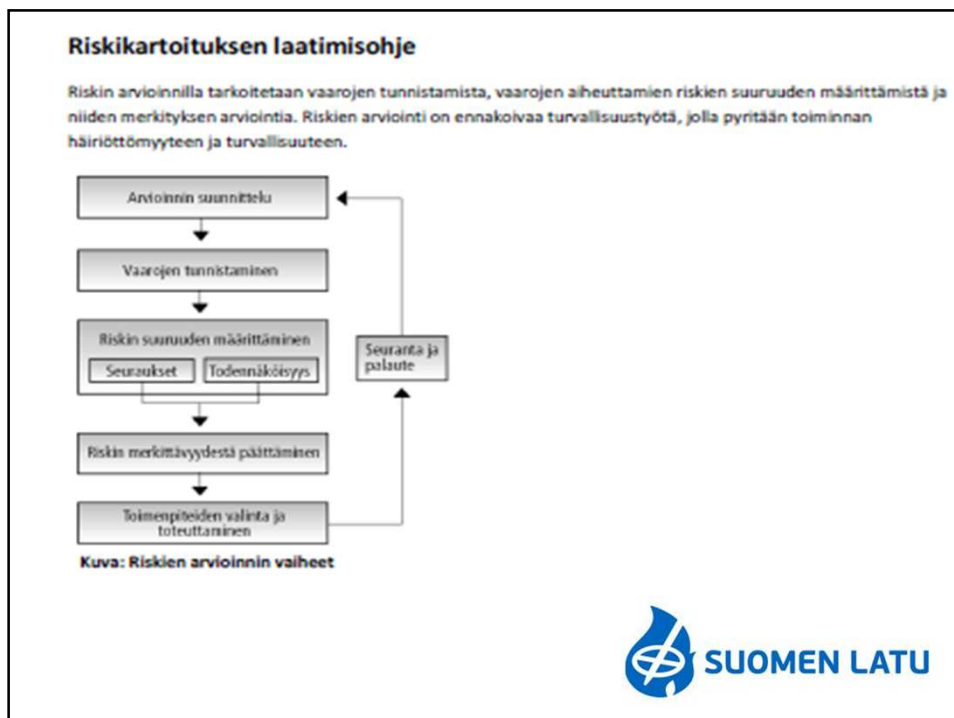 Riskikartoituksen laatimisohje
Riskin arvioinnilla tarkoitetaan vaarojen tunnistamista, vaarojen aiheuttamien riskien suuruuden määrittämistä ja
niiden merkityksen arviointia. Riskien arviointi on ennakoivaa turvallisuustyötä, jolla pyritään toiminnan
häiriöttömyyteen ja turvallisuuteen.
Arvioinnin suunnittelu
Vaarojen tunnistaminen
Riskin suuruuden määrittäminen
Seuraukset
Todennäköisyys
Seuranta ja
palaute
Riskin merkittävyydestä päättäminen
Toimenpiteiden valinta ja
toteuttaminen
Kuva: Riskien arvioinnin vaiheet
SUOMEN LATU